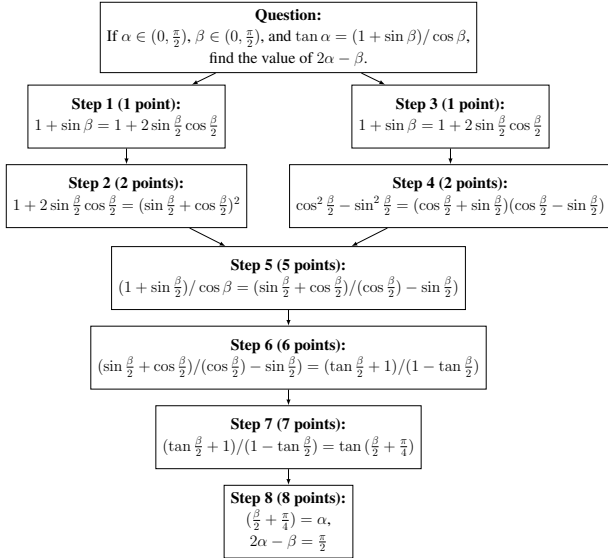 Question:
If α ∈ (0, π/2), β ∈ (0, π/2), and tan α = (1 + sin β)/ cos β,
find the value of 2α − β.
Step 1 (1 point):
1 + sin β = 1 + 2 sin β/2 cos β/2
Step 3 (1 point):
1 + sin β = 1 + 2 sin β/2 cos β/2
Step 2 (2 points):
1 + 2 sin β/2 cos β/2 = (sin β/2 + cos β/2)²
Step 4 (2 points):
cos² β/2 − sin² β/2 = (cos β/2 + sin β/2)(cos β/2 − sin β/2)
Step 5 (5 points):
(1 + sin β/2)/ cos β = (sin β/2 + cos β/2)/(cos β/2) − sin β/2)
Step 6 (6 points):
(sin β/2 + cos β/2)/(cos β/2) − sin β/2) = (tan β/2 + 1)/(1 − tan β/2)
Step 7 (7 points):
(tan β/2 + 1)/(1 − tan β/2) = tan (β/2 + π/4)
Step 8 (8 points):
(β/2 + π/4) = α,
2α − β = π/2